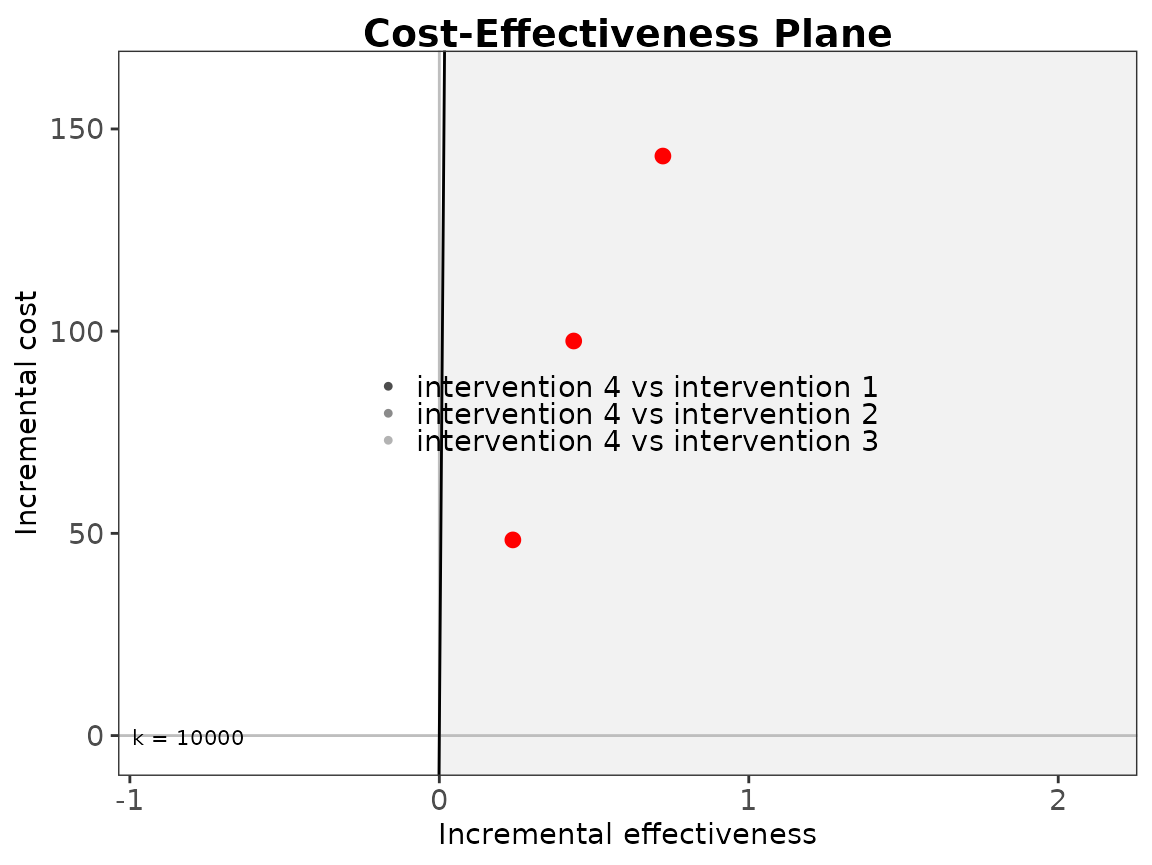 Cost-Effectiveness Plane
150
100
50
0
Incremental cost
intervention 4 vs intervention 1
intervention 4 vs intervention 2
intervention 4 vs intervention 3
k = 10000
-1
0
1
2
Incremental effectiveness